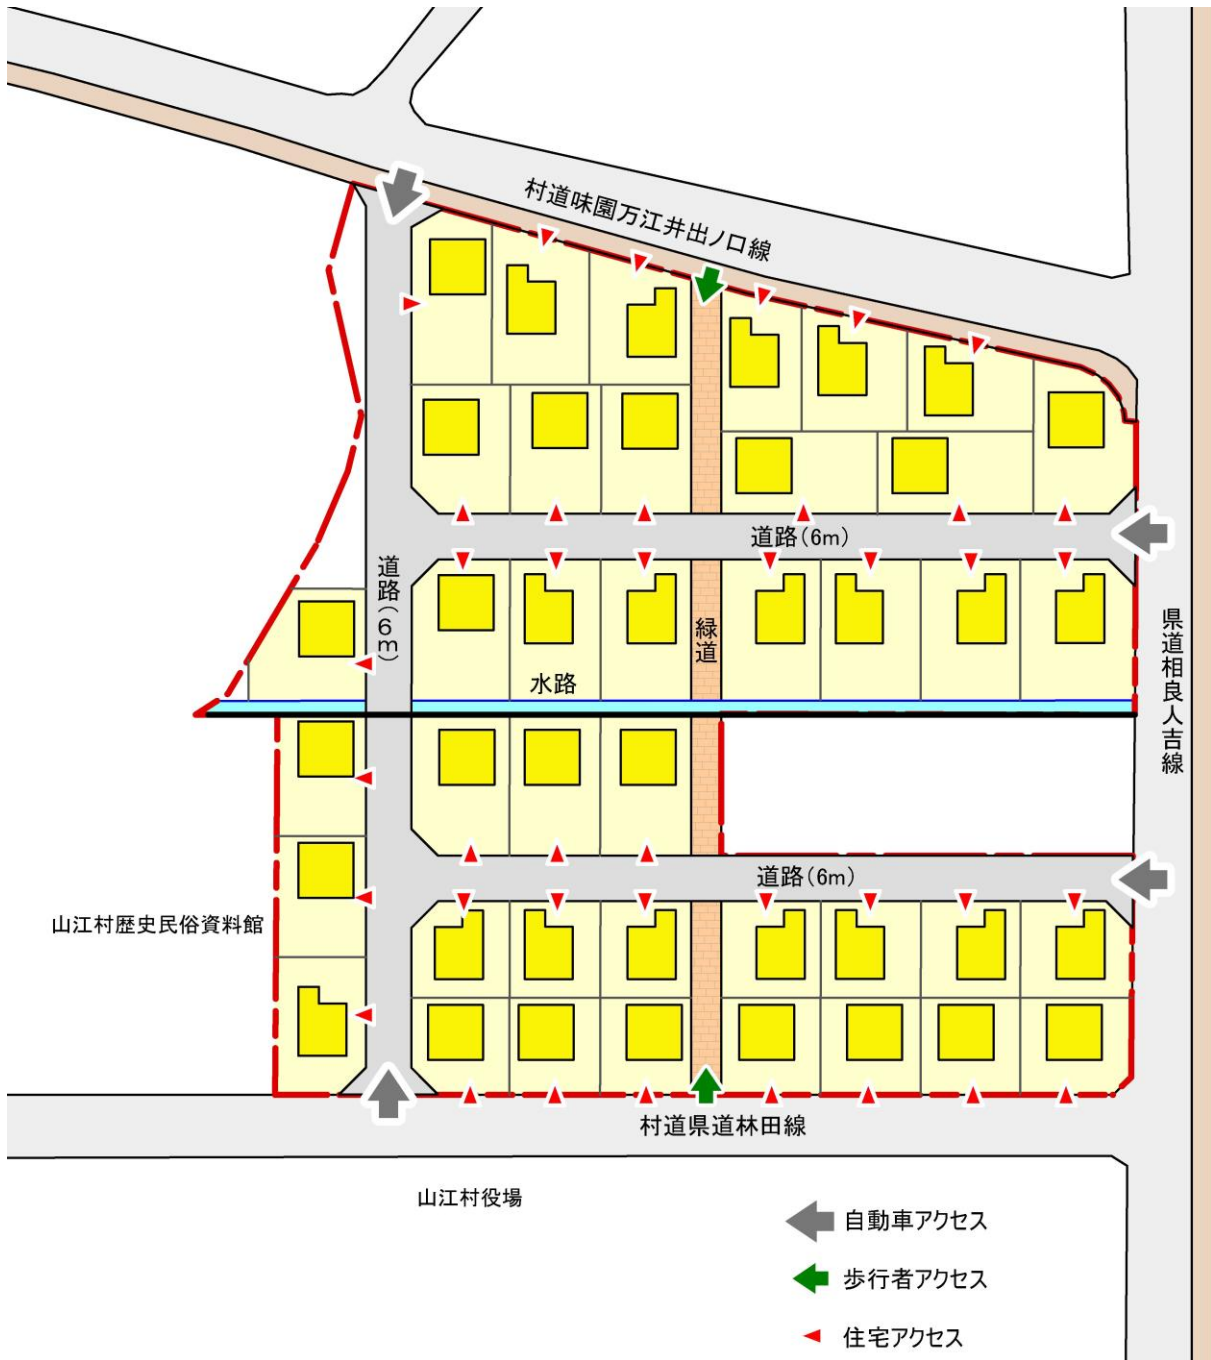 村道味園万江井出ノ口線
道路(6m)
道路(6m)
緑道
水路
県道相良人吉線
道路(6m)
山江村歴史民俗資料館
村道県道林田線
山江村役場
自動車アクセス
歩行者アクセス
住宅アクセス